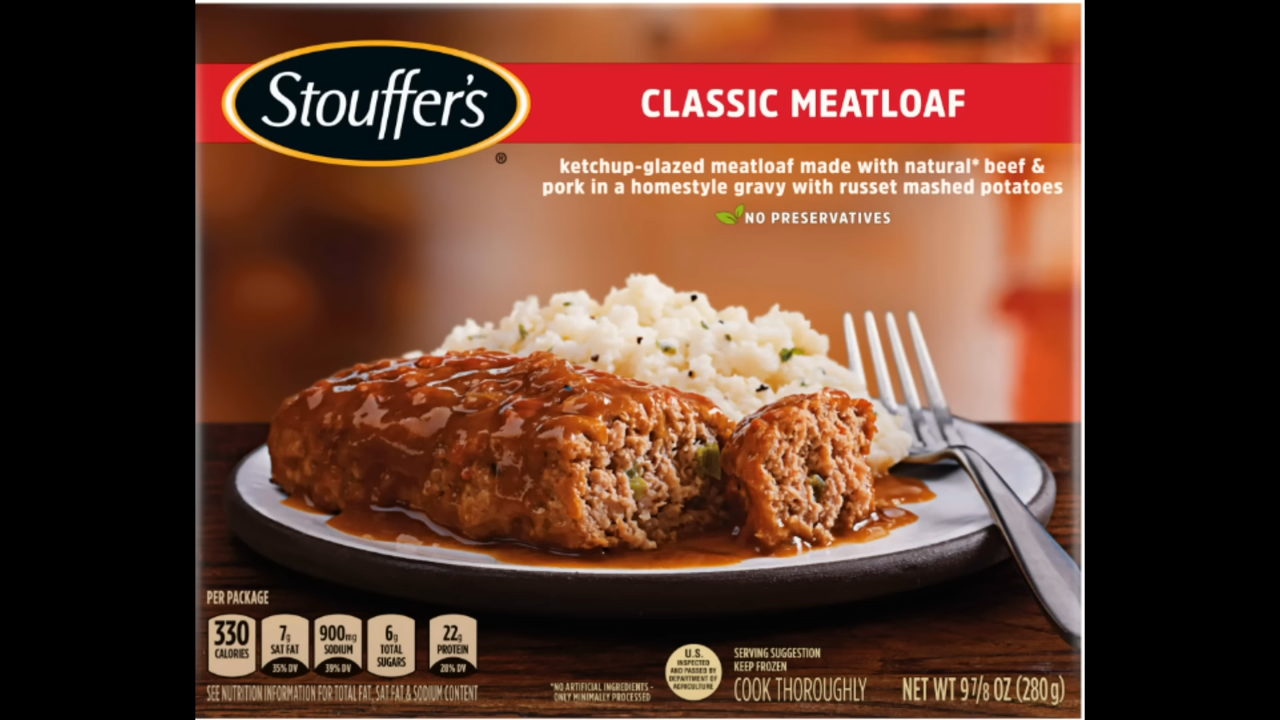 Stouffer's
®
CLASSIC MEATLOAF
ketchup-glazed meatloaf made with natural* beef &
pork in a homestyle gravy with russet mashed potatoes
NO PRESERVATIVES
PER PACKAGE
330
CALORIES
7g
SAT FAT
35% DV
900mg
SODIUM
39% DV
6g
TOTAL
SUGARS
22g
PROTEIN
28% DV
SEE NUTRITION INFORMATION FOR TOTAL FAT, SAT FAT & SODIUM CONTENT
*NO ARTIFICIAL INGREDIENTS -
ONLY MINIMALLY PROCESSED
U.S.
INSPECTED
AND PASSED BY
DEPARTMENT OF
AGRICULTURE
SERVING SUGGESTION
KEEP FROZEN
COOK THOROUGHLY
NET WT 9 7/8 OZ (280g)